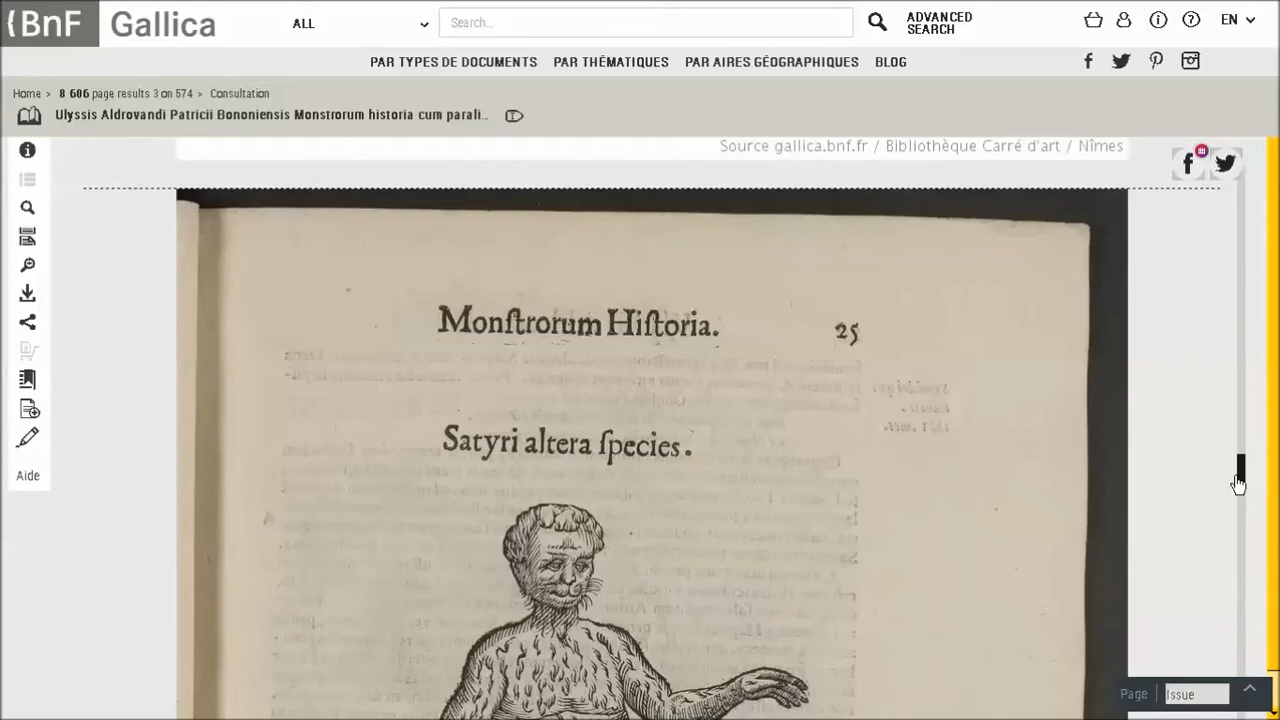 BnF Gallica
ALL
Search...
ADVANCED
SEARCH
EN
PAR TYPES DE DOCUMENTS PAR THÉMATIQUES PAR AIRES GÉOGRAPHIQUES BLOG
Home > 8 606 page results 3 on 574 > Consultation
Ulyssis Aldrovandi Patricii Bononiensis Monstrorum historia cum parali...
Source gallica.bnf.fr / Bibliothèque Carré d'art / Nîmes
Monſtrorum Hiſtoria. 25
Satyri altera ſpecies.
Aide
Page Issue